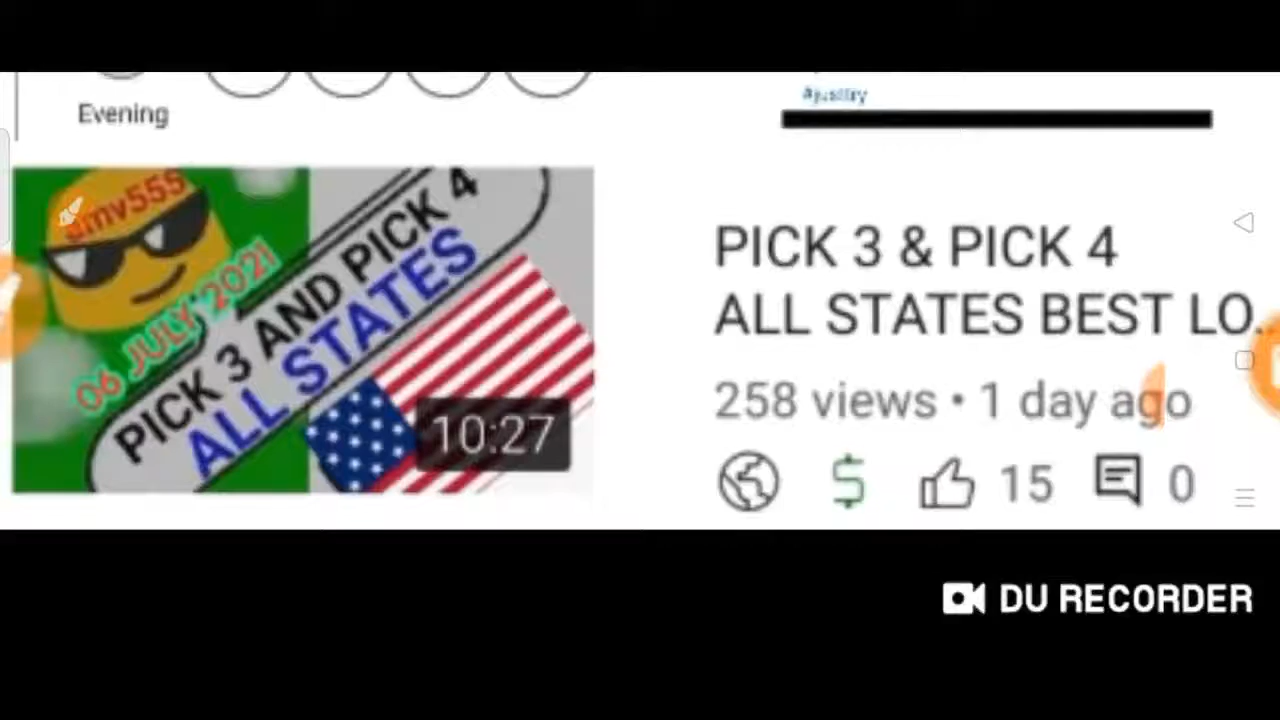 Evening
amv555
06 JULY 2021
PICK 3 AND PICK 4
ALL STATES
10:27
PICK 3 & PICK 4
ALL STATES BEST LO...
258 views • 1 day ago
15
0
DU RECORDER